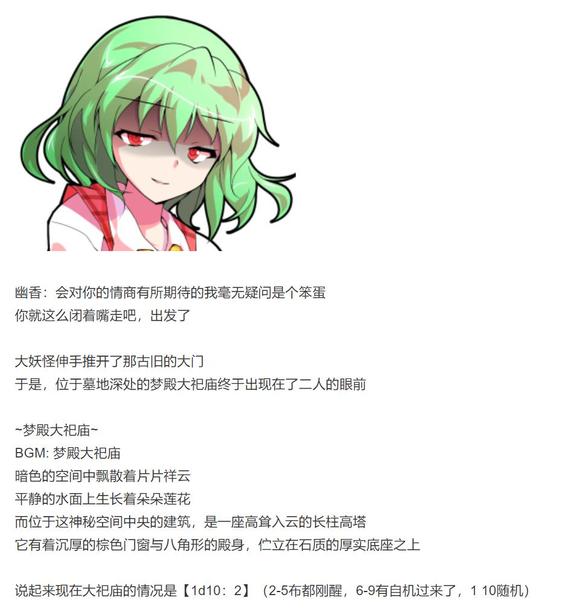 幽香：会对你的情商有所期待的我毫无疑问是个笨蛋
你就这么闭着嘴走吧，出发了
大妖怪伸手推开了那古旧的大门
于是，位于墓地深处的梦殿大祀庙终于出现在了二人的眼前
~梦殿大祀庙~
BGM: 梦殿大祀庙
暗色的空间中飘散着片片祥云
平静的水面上生长着朵朵莲花
而位于这神秘空间中央的建筑，是一座高耸入云的长柱高塔
它有着沉厚的棕色门窗与八角形的殿身，伫立在石质的厚实底座之上
说起来现在大祀庙的情况是【1d10：2】（2-5布都刚醒，6-9有自机过来了，1 10随机）